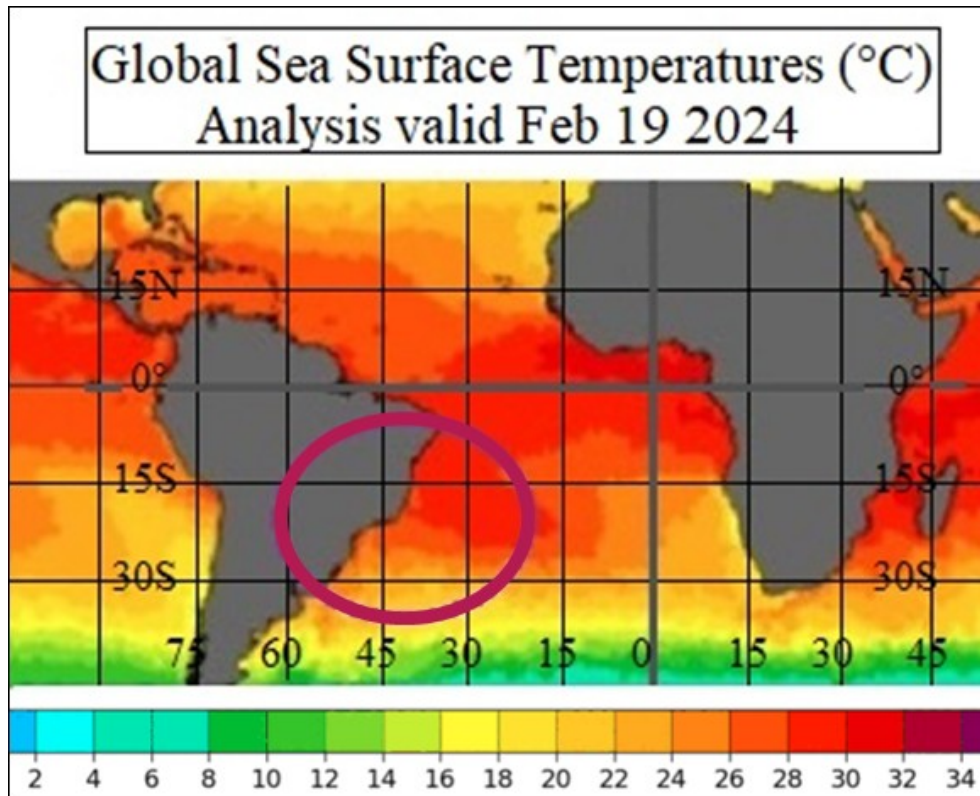 Global Sea Surface Temperatures (°C)
Analysis valid Feb 19 2024
15N 15N
0° 0°
15S 15S
30S 30S
75 60 45 30 15 0 15 30 45
2 4 6 8 10 12 14 16 18 20 22 24 26 28 30 32 34